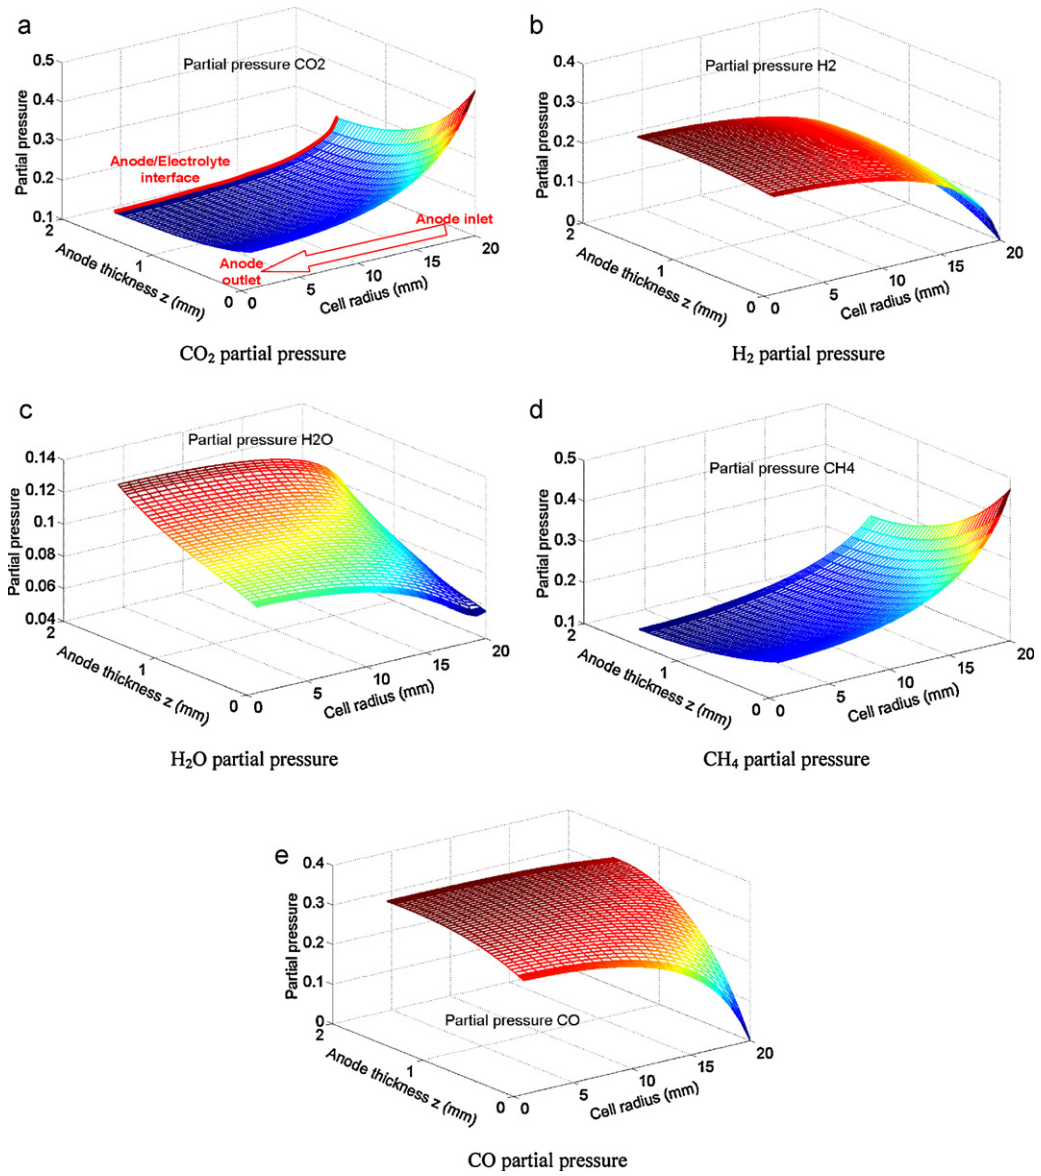 a
Partial pressure CO2
Partial pressure
0.5
0.4
0.3
0.2
0.1
Anode/Electrolyte
interface
Anode inlet
Anode
outlet
2
1
0
Anode thickness z (mm)
0
5
10
15
20
Cell radius (mm)
CO₂ partial pressure
b
Partial pressure H2
Partial pressure
0.4
0.3
0.2
0.1
0
2
1
0
Anode thickness z (mm)
0
5
10
15
20
Cell radius (mm)
H₂ partial pressure
c
Partial pressure H2O
Partial pressure
0.14
0.12
0.1
0.08
0.06
0.04
2
1
0
Anode thickness z (mm)
0
5
10
15
20
Cell radius (mm)
H₂O partial pressure
d
Partial pressure CH4
Partial pressure
0.5
0.4
0.3
0.2
0.1
2
1
0
Anode thickness z (mm)
0
5
10
15
20
Cell radius (mm)
CH₄ partial pressure
e
Partial pressure CO
Partial pressure
0.4
0.3
0.2
0.1
0
2
1
0
Anode thickness z (mm)
0
5
10
15
20
Cell radius (mm)
CO partial pressure